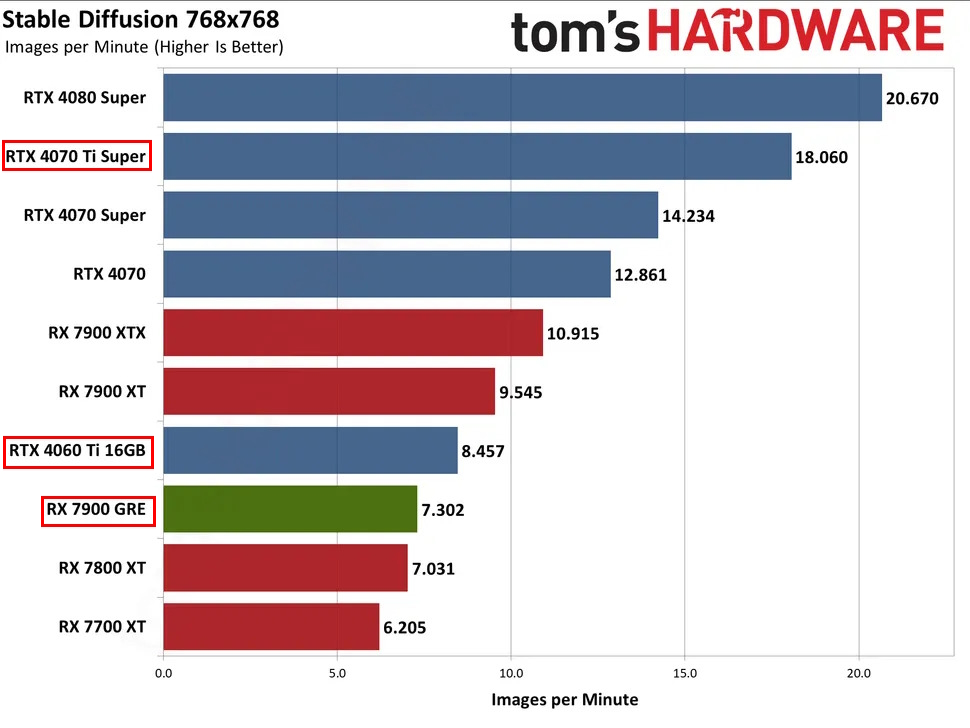 Stable Diffusion 768x768
Images per Minute (Higher Is Better)
tom's HARDWARE
RTX 4080 Super 20.670
RTX 4070 Ti Super 18.060
RTX 4070 Super 14.234
RTX 4070 12.861
RX 7900 XTX 10.915
RX 7900 XT 9.545
RTX 4060 Ti 16GB 8.457
RX 7900 GRE 7.302
RX 7800 XT 7.031
RX 7700 XT 6.205
0.0 5.0 10.0 15.0 20.0
Images per Minute